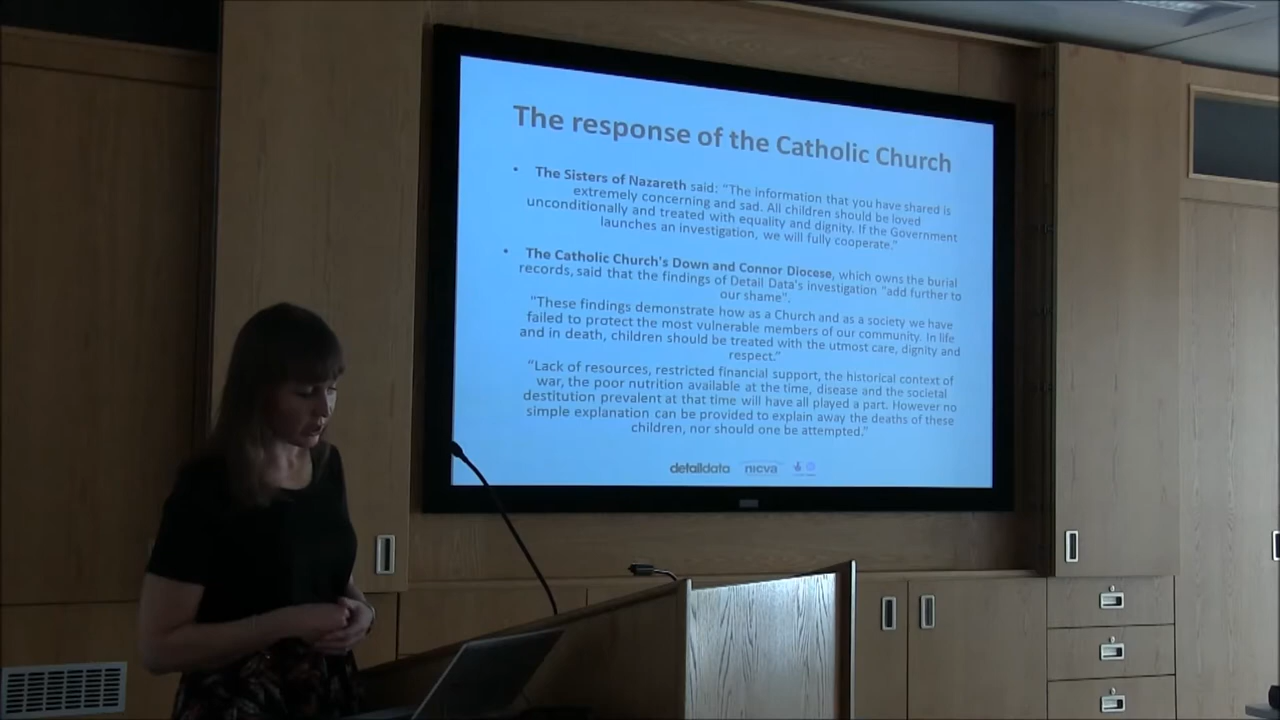 The response of the Catholic Church
• The Sisters of Nazareth said: "The information that you have shared is
extremely concerning and sad. All children should be loved
unconditionally and treated with equality and dignity. If the Government
launches an investigation, we will fully cooperate."
• The Catholic Church's Down and Connor Diocese, which owns the burial
records, said that the findings of Detail Data's investigation "add further to
our shame".
"These findings demonstrate how as a Church and as a society we have
failed to protect the most vulnerable members of our community. In life
and in death, children should be treated with the utmost care, dignity and
respect."
"Lack of resources, restricted financial support, the historical context of
war, the poor nutrition available at the time, disease and the societal
destitution prevalent at that time will have all played a part. However no
simple explanation can be provided to explain away the deaths of these
children, nor should one be attempted."
detaildata nicva